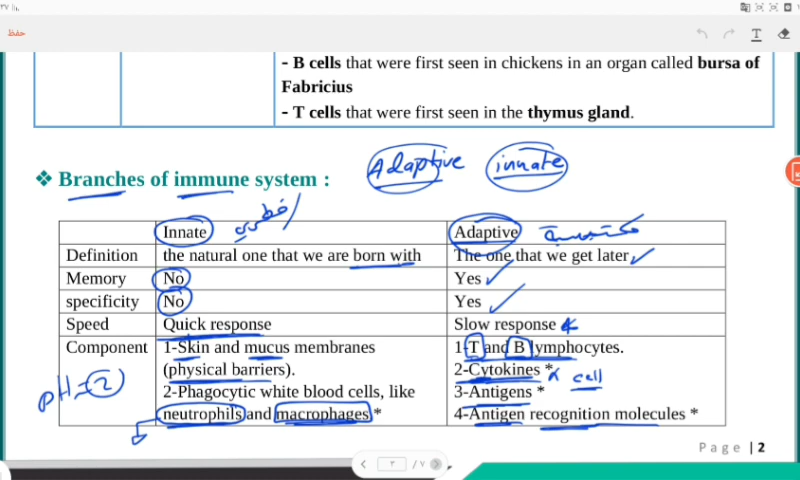 حفظ
- B cells that were first seen in chickens in an organ called bursa of
Fabricius
- T cells that were first seen in the thymus gland.
Adaptive innate
❖ Branches of immune system :
فطري
Innate Adaptive مكتسبة
Definition the natural one that we are born with The one that we get later
Memory No Yes
specificity No Yes
Speed Quick response Slow response
Component 1-Skin and mucus membranes 1-T and B lymphocytes.
(physical barriers). 2-Cytokines * cell
2-Phagocytic white blood cells, like 3-Antigens *
neutrophils and macrophages * 4-Antigen recognition molecules *
pH=2
Page | 2
٢ / ٧